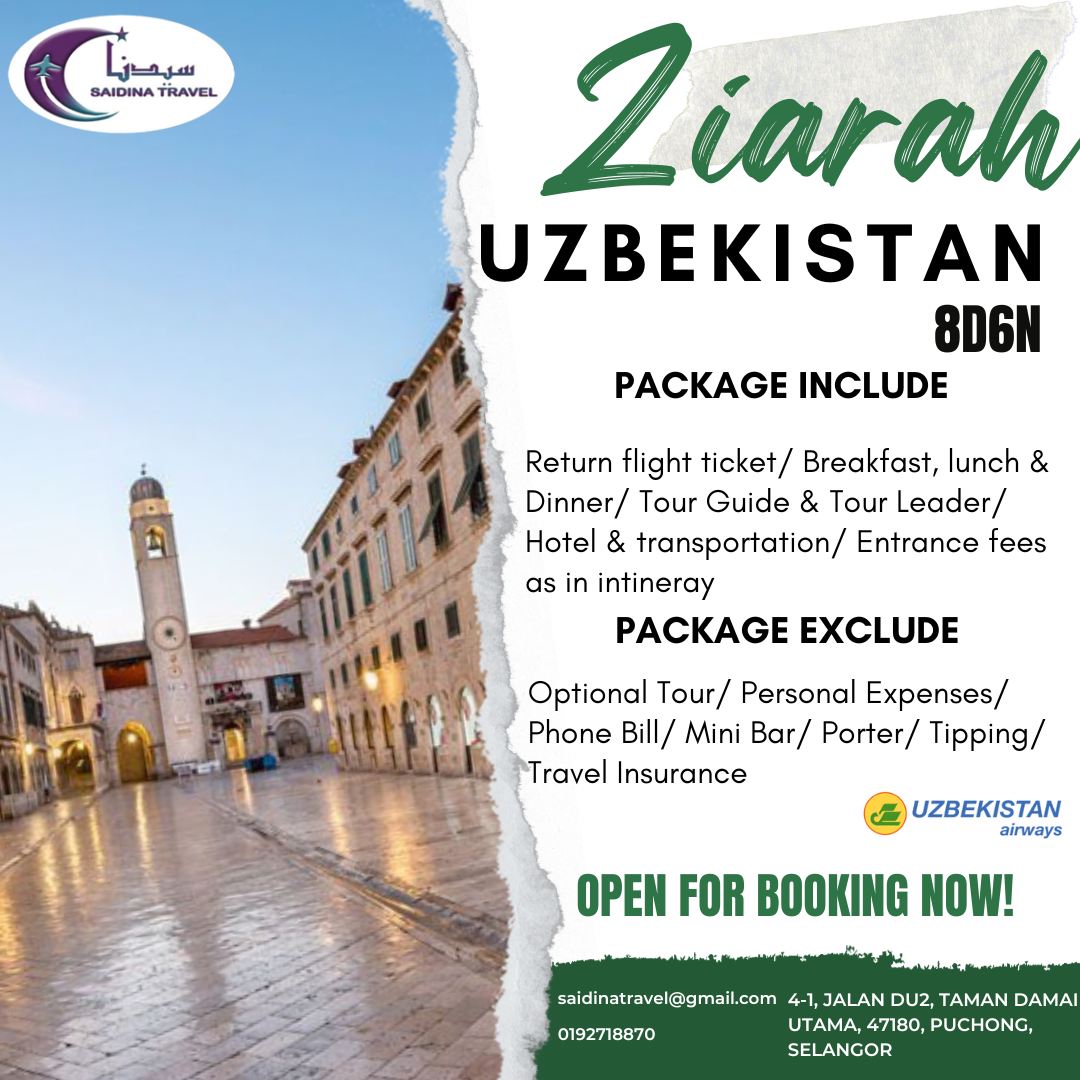 سيدنا
SAIDINA TRAVEL
Ziarah
UZBEKISTAN
8D6N
PACKAGE INCLUDE
Return flight ticket/ Breakfast, lunch &
Dinner/ Tour Guide & Tour Leader/
Hotel & transportation/ Entrance fees
as in intineray
PACKAGE EXCLUDE
Optional Tour/ Personal Expenses/
Phone Bill/ Mini Bar/ Porter/ Tipping/
Travel Insurance
UZBEKISTAN
airways
OPEN FOR BOOKING NOW!
saidinatravel@gmail.com
0192718870
4-1, JALAN DU2, TAMAN DAMAI
UTAMA, 47180, PUCHONG,
SELANGOR